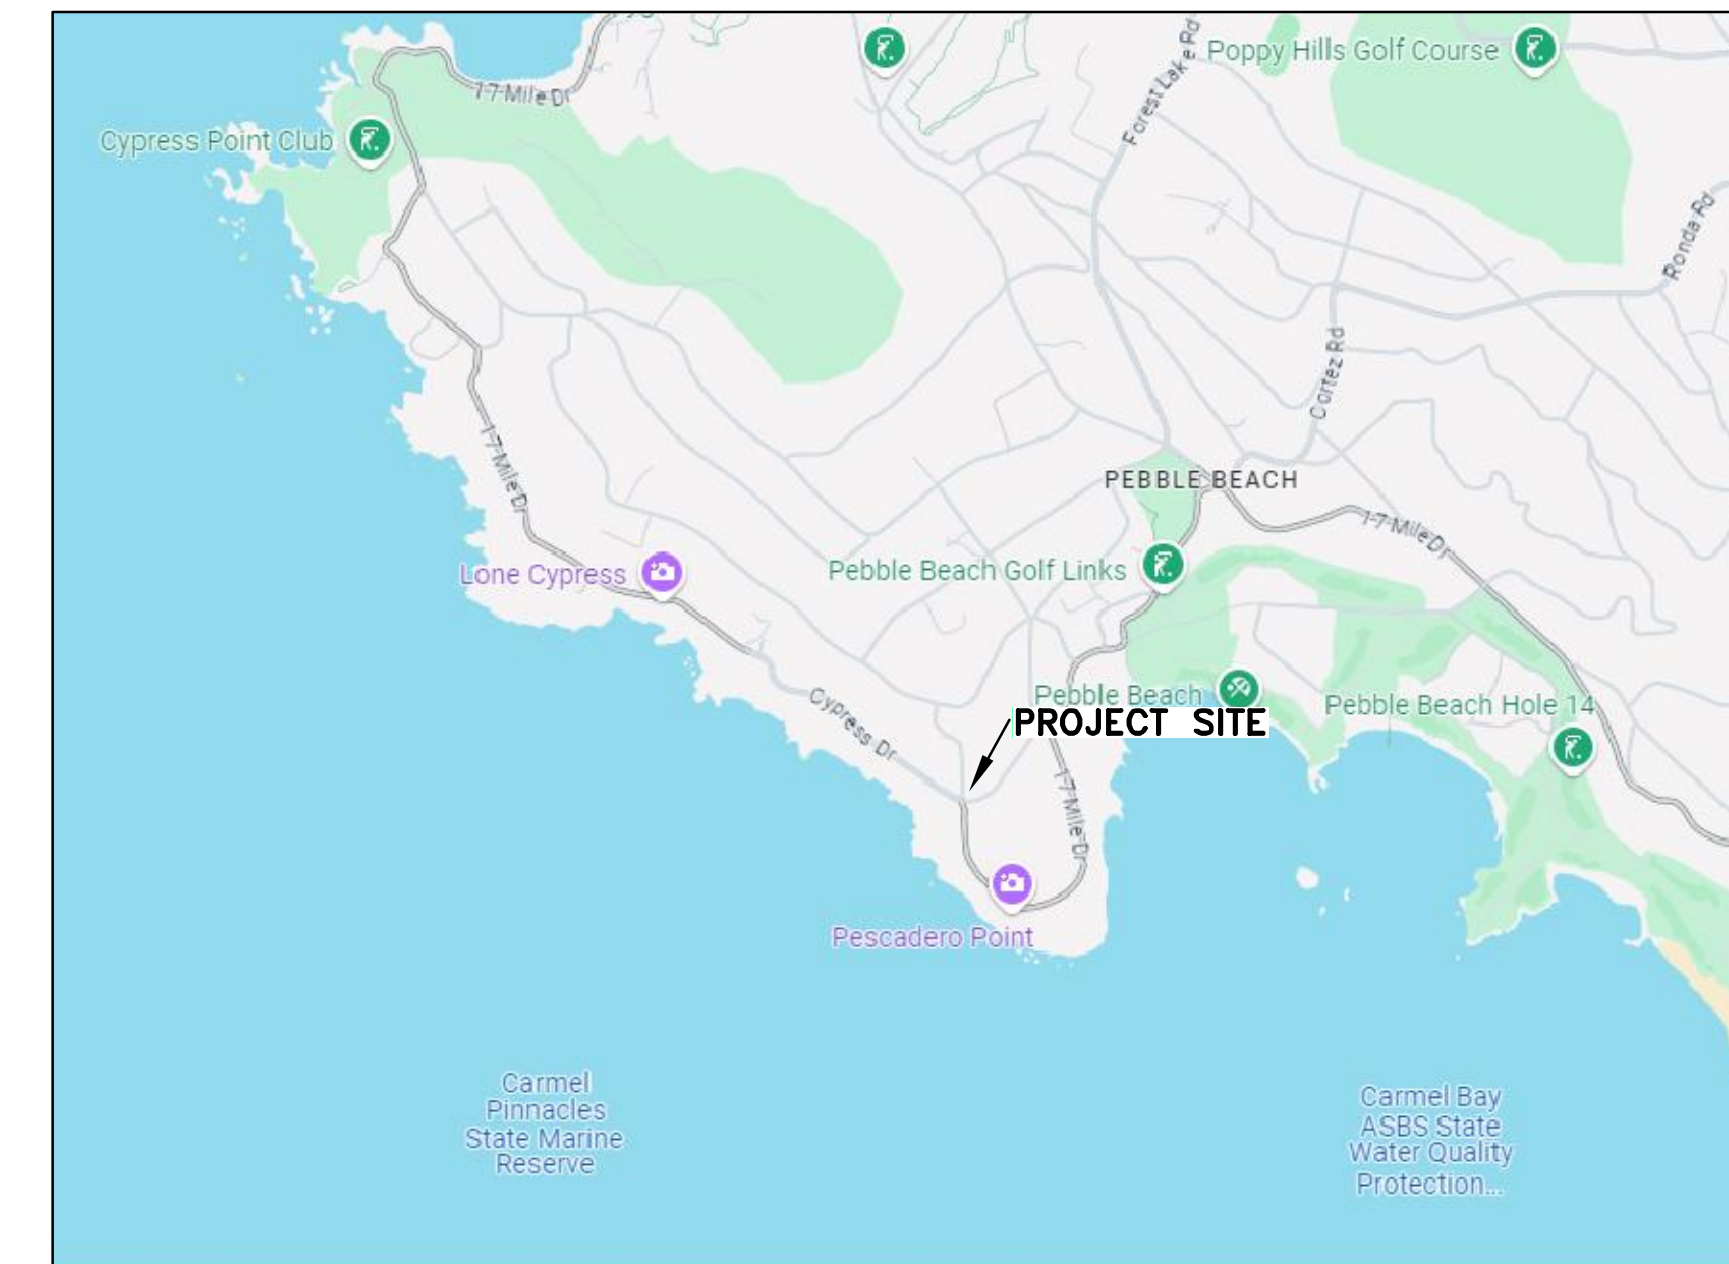 Poppy Hills Golf Course
Forest Lake Rd
17 Mile Dr
Cypress Point Club
Ronda Rd
Cortez Rd
17 Mile Dr
PEBBLE BEACH
17 Mile Dr
Lone Cypress
Pebble Beach Golf Links
Cypress Dr
Pebble Beach
Pebble Beach Hole 14
PROJECT SITE
17 Mile Dr
Pescadero Point
Carmel
Pinnacles
State Marine
Reserve
Carmel Bay
ASBS State
Water Quality
Protection...